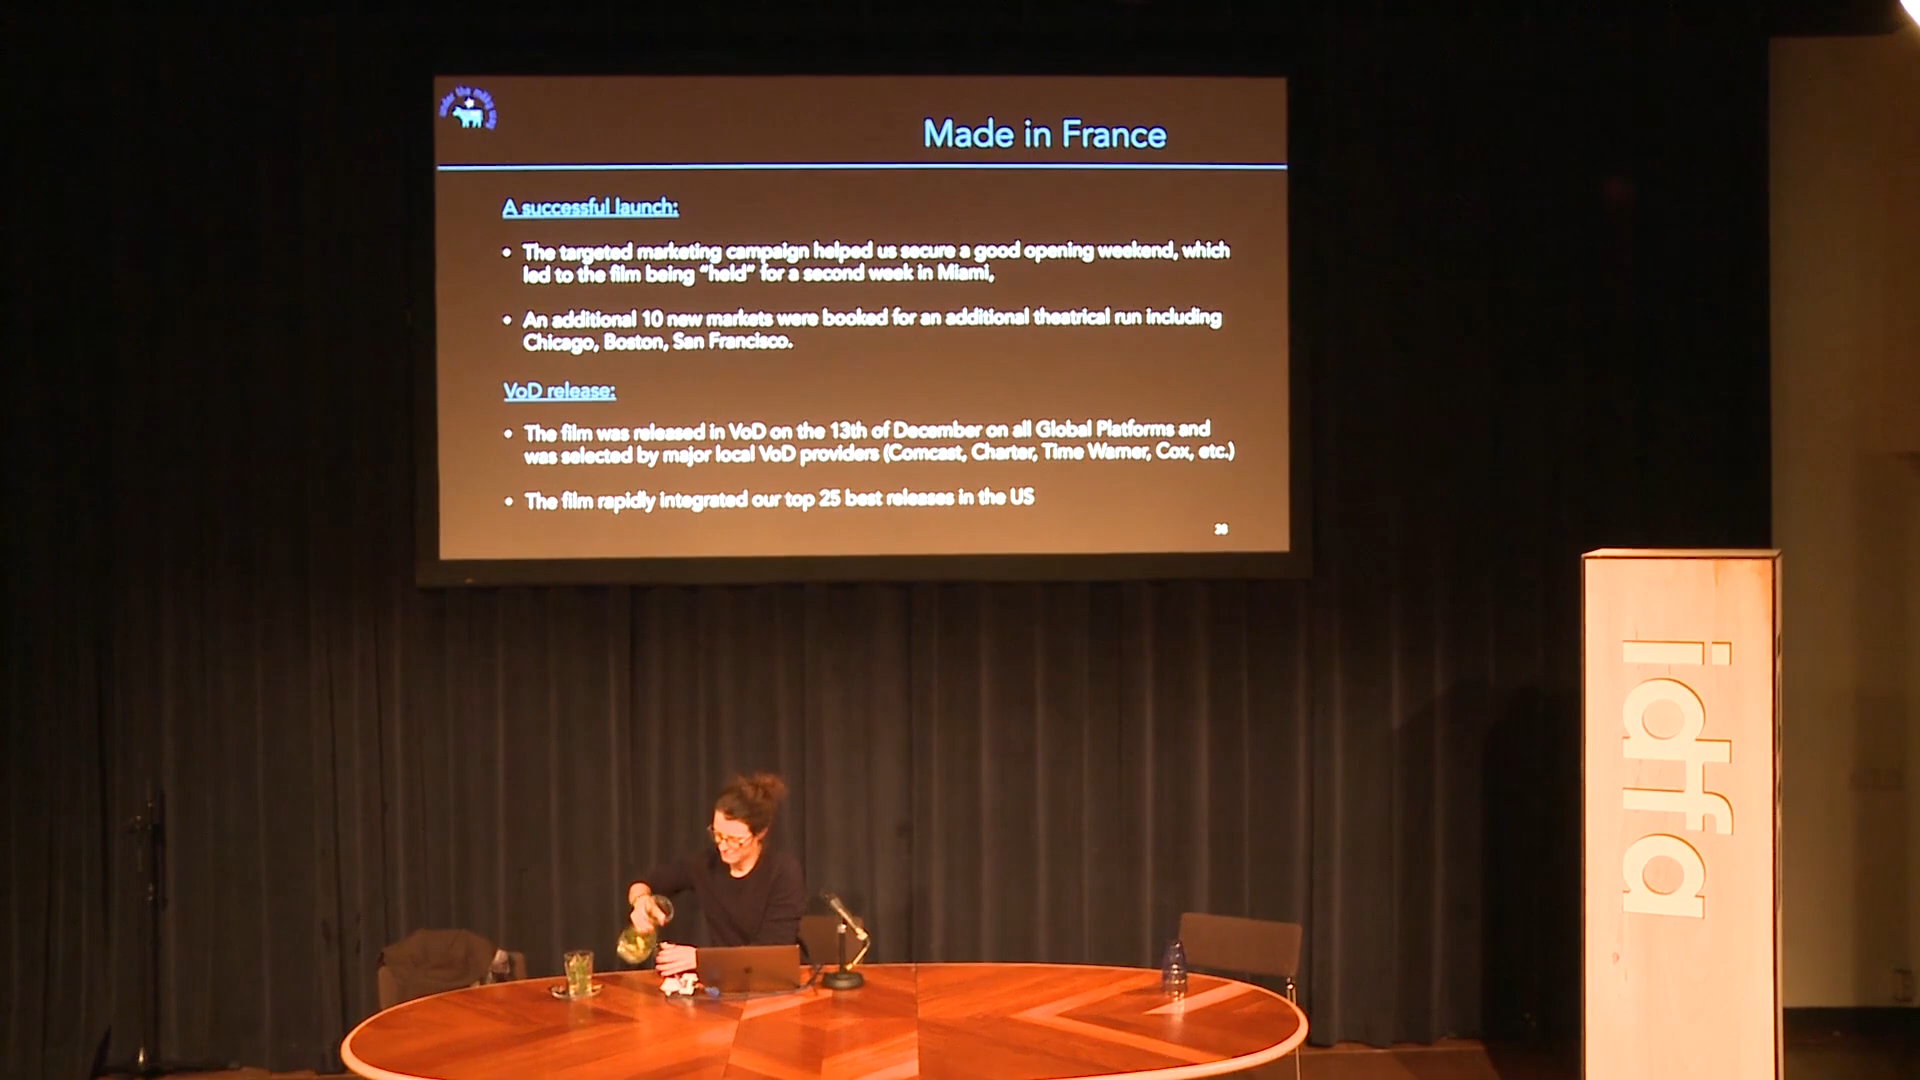 under the milky way
Made in France
A successful launch:
• The targeted marketing campaign helped us secure a good opening weekend, which
led to the film being “held” for a second week in Miami,
• An additional 10 new markets were booked for an additional theatrical run including
Chicago, Boston, San Francisco.
VoD release:
• The film was released in VoD on the 13th of December on all Global Platforms and
was selected by major local VoD providers (Comcast, Charter, Time Warner, Cox, etc.)
• The film rapidly integrated our top 25 best releases in the US
idfa